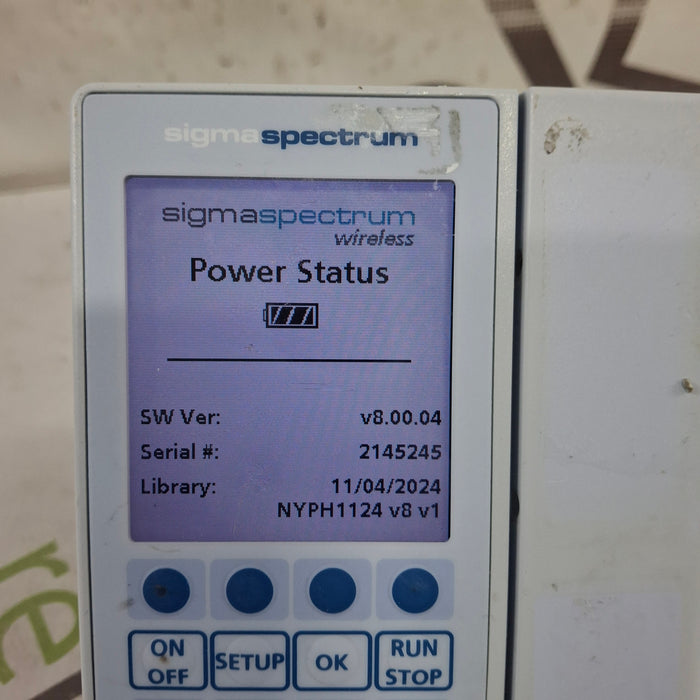 sigmaspectrum
sigmaspectrum
wireless
Power Status
SW Ver: v8.00.04
Serial #: 2145245
Library: 11/04/2024
NYPH1124 v8 v1
ON OFF SETUP OK RUN STOP
re